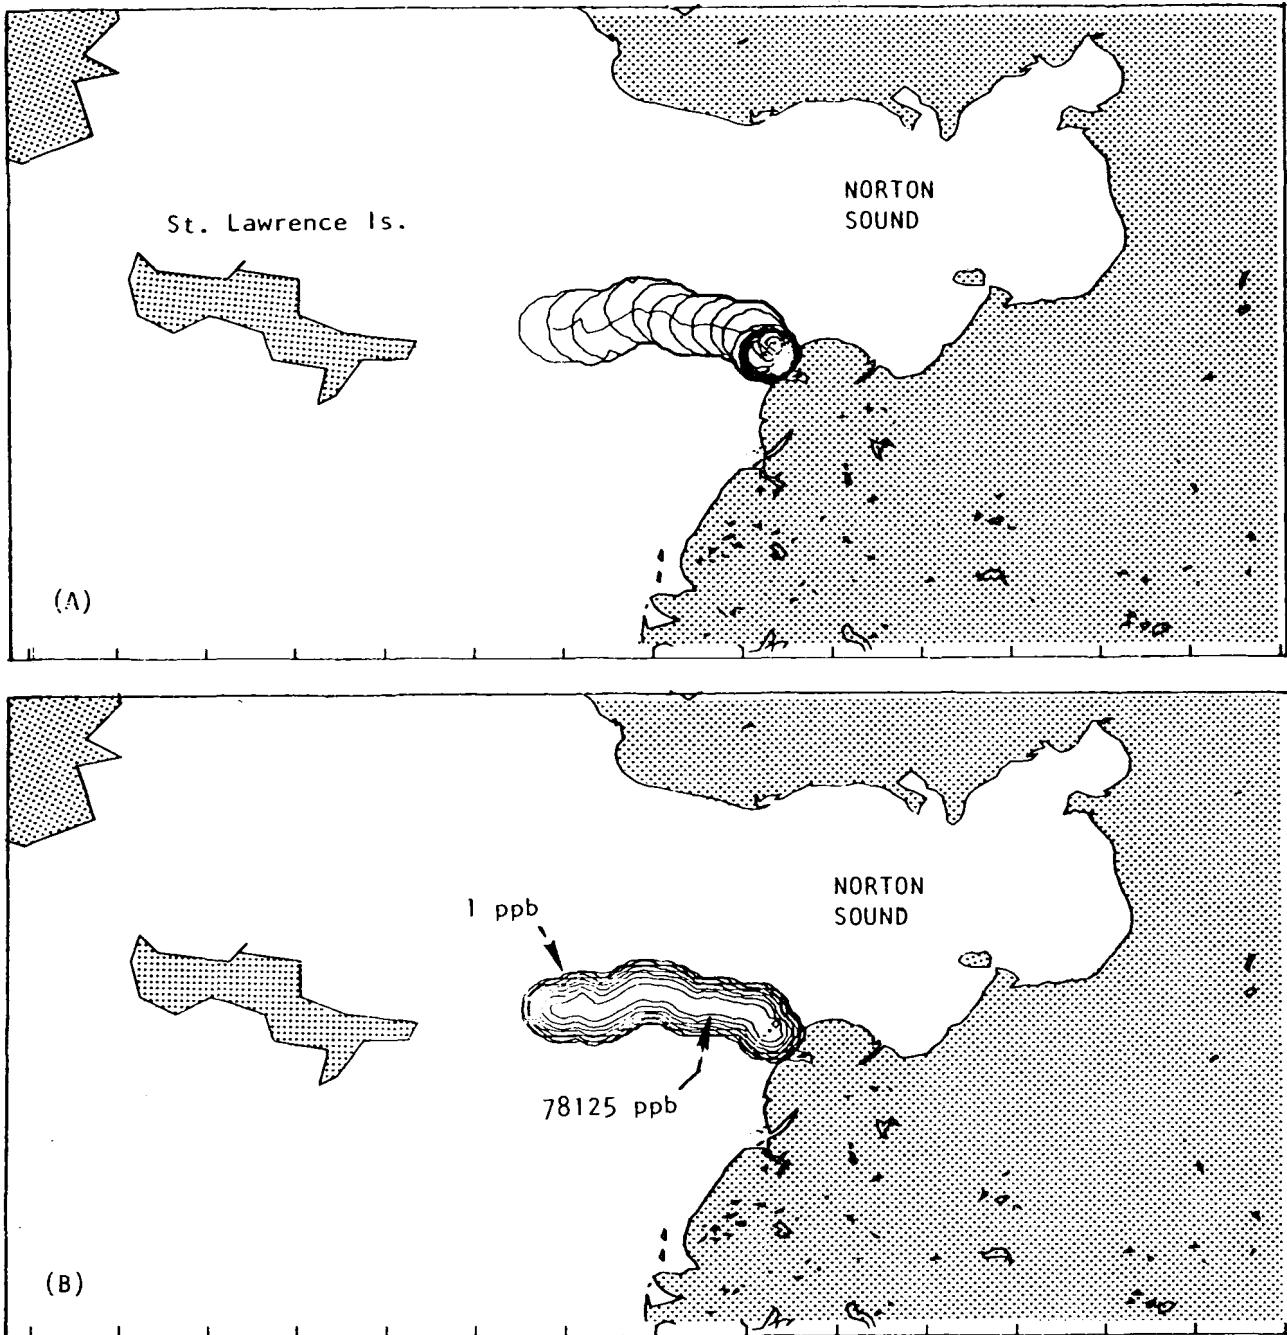 NORTON
SOUND
St. Lawrence Is.
(A)
NORTON
SOUND
1 ppb
78125 ppb
(B)